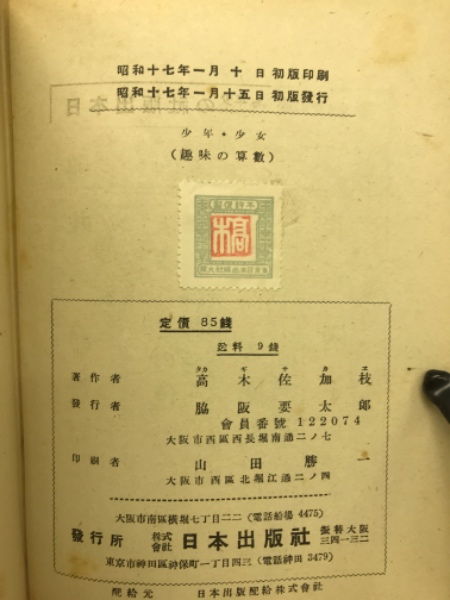 昭和十七年一月十日初版印刷
昭和十七年一月十五日初版發行
少年・少女
(趣味の算數)
定價 85錢
送料 9錢
著作者 高木佐加枝
タカ ギ サ カ エ
發行者 脇阪要太郎
會員番號 122074
大阪市西區西長堀南通二ノ七
印刷者 山田勝一
大阪市西區北堀江通二ノ四
大阪市南區横堀七丁目二二 (電話船場 4475)
發行所 株式會社 日本出版社 振替大阪三四一三二
東京市神田區神保町一丁目四三 (電話神田 3479)
配給元 日本出版配給株式會社